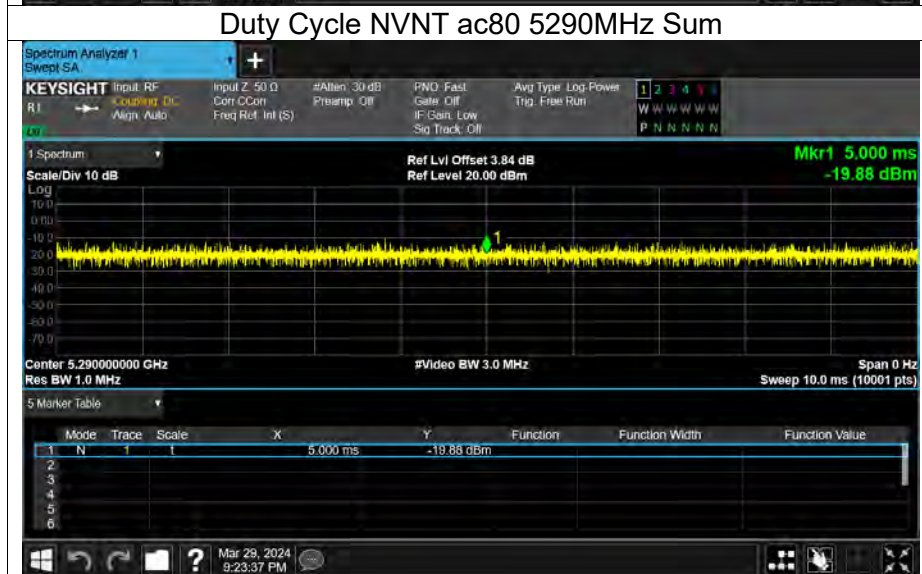 Duty Cycle NVNT ac80 5290MHz Sum
Spectrum Analyzer 1
Swept SA
+
KEYSIGHT Input: RF Input Z: 50 Ω #Atten: 30 dB PNO: Fast Avg Type: Log-Power 1 2 3 4 5 6
Coupling: DC Corr CCorr Preamp: Off Gate: Off Trig: Free Run W W W W W W
Align: Auto Freq Ref: Int (S) IF Gain: Low P N N N N N
Sig Track: Off
1 Spectrum
Ref Lvl Offset 3.84 dB Mkr1 5.000 ms
Scale/Div 10 dB Ref Level 20.00 dBm -19.88 dBm
Log
10.0
0.00
1
-10.0
-20.0
-30.0
-40.0
-50.0
-60.0
-70.0
Center 5.290000000 GHz #Video BW 3.0 MHz Span 0 Hz
Res BW 1.0 MHz Sweep 10.0 ms (10001 pts)
5 Marker Table
Mode Trace Scale X Y Function Function Width Function Value
1 N 1 t 5.000 ms -19.88 dBm
2
3
4
5
6
? Mar 29, 2024
9:23:37 PM